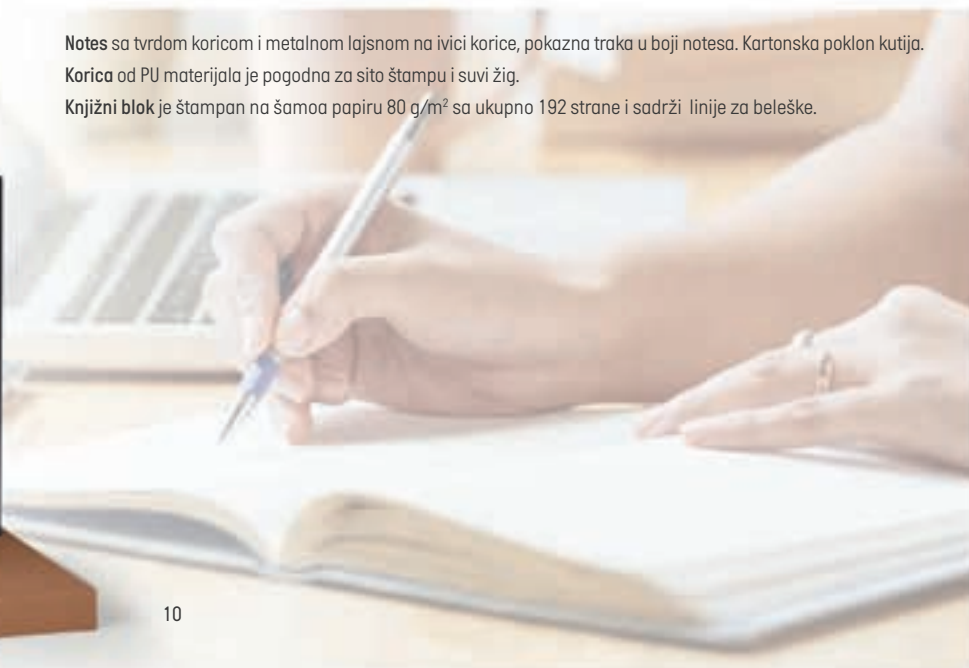 Notes sa tvrdom koricom i metalnom lajsnom na ivici korice, pokazna traka u boji notesa. Kartonska poklon kutija.
Korica od PU materijala je pogodna za sito štampu i suvi žig.
Knjižni blok je štampan na šamoa papiru 80 g/m² sa ukupno 192 strane i sadrži linije za beleške.
10